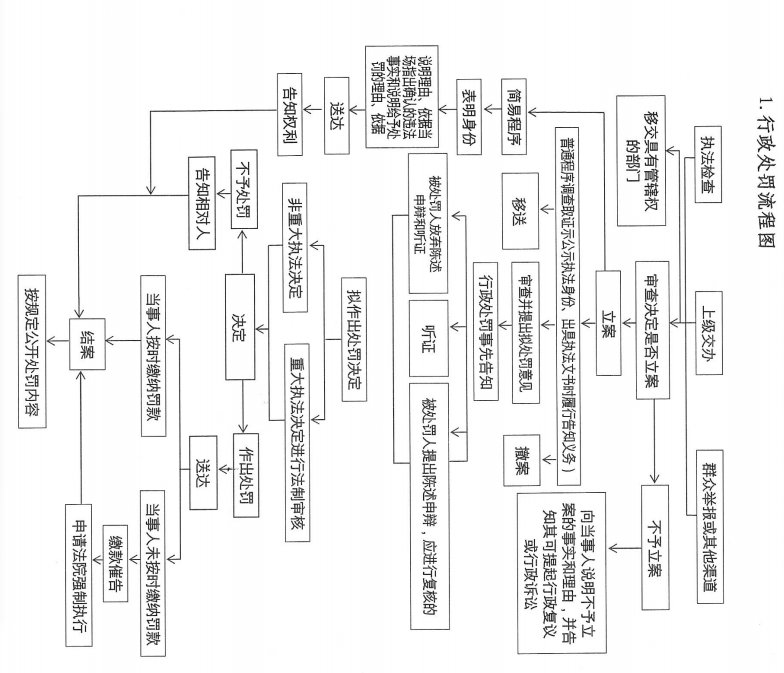 1. 行政处罚流程图
执法检查
上级交办
群众举报或其他渠道
移交具有管辖权
的部门
审查决定是否立案
不予立案
向当事人说明不予立
案的事实和理由，并告
知其可提起行政复议
或行政诉讼
立案
简易程序
普通程序调查取证示公示执法身份、出具执法文书时履行告知义务）
表明身份
移送
审查并提出拟处罚意见
撤案
说明理由、依据当
场指出确认的违法
事实和说明给予处
罚的理由、依据
行政处罚事先告知
被处罚人放弃陈述
申辩和听证
听证
被处罚人提出陈述申辩，应进行复核的
送达
拟作出处罚决定
告知权利
非重大执法决定
重大执法决定进行法制审核
不予处罚
决定
作出处罚
告知相对人
送达
当事人按时缴纳罚款
当事人未按时缴纳罚款
缴款催告
结案
申请法院强制执行
按规定公开处罚内容